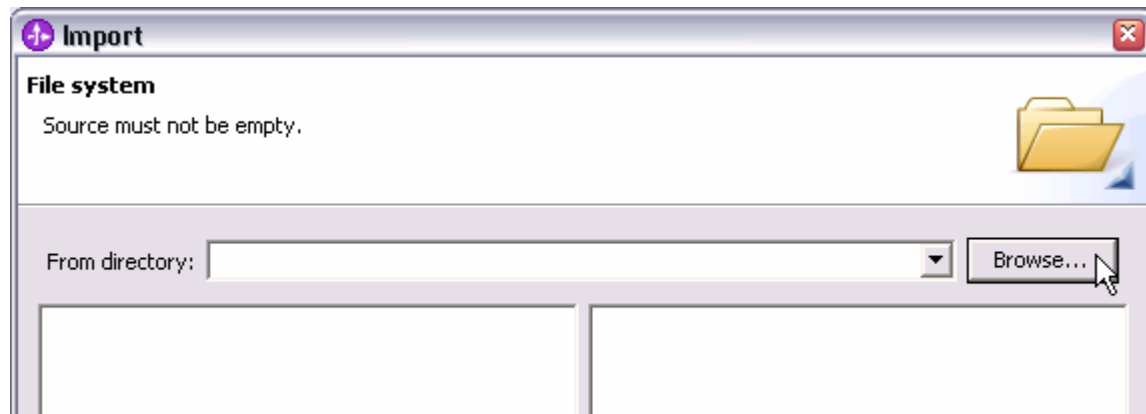 Import
File system
Source must not be empty.
From directory:
Browse...